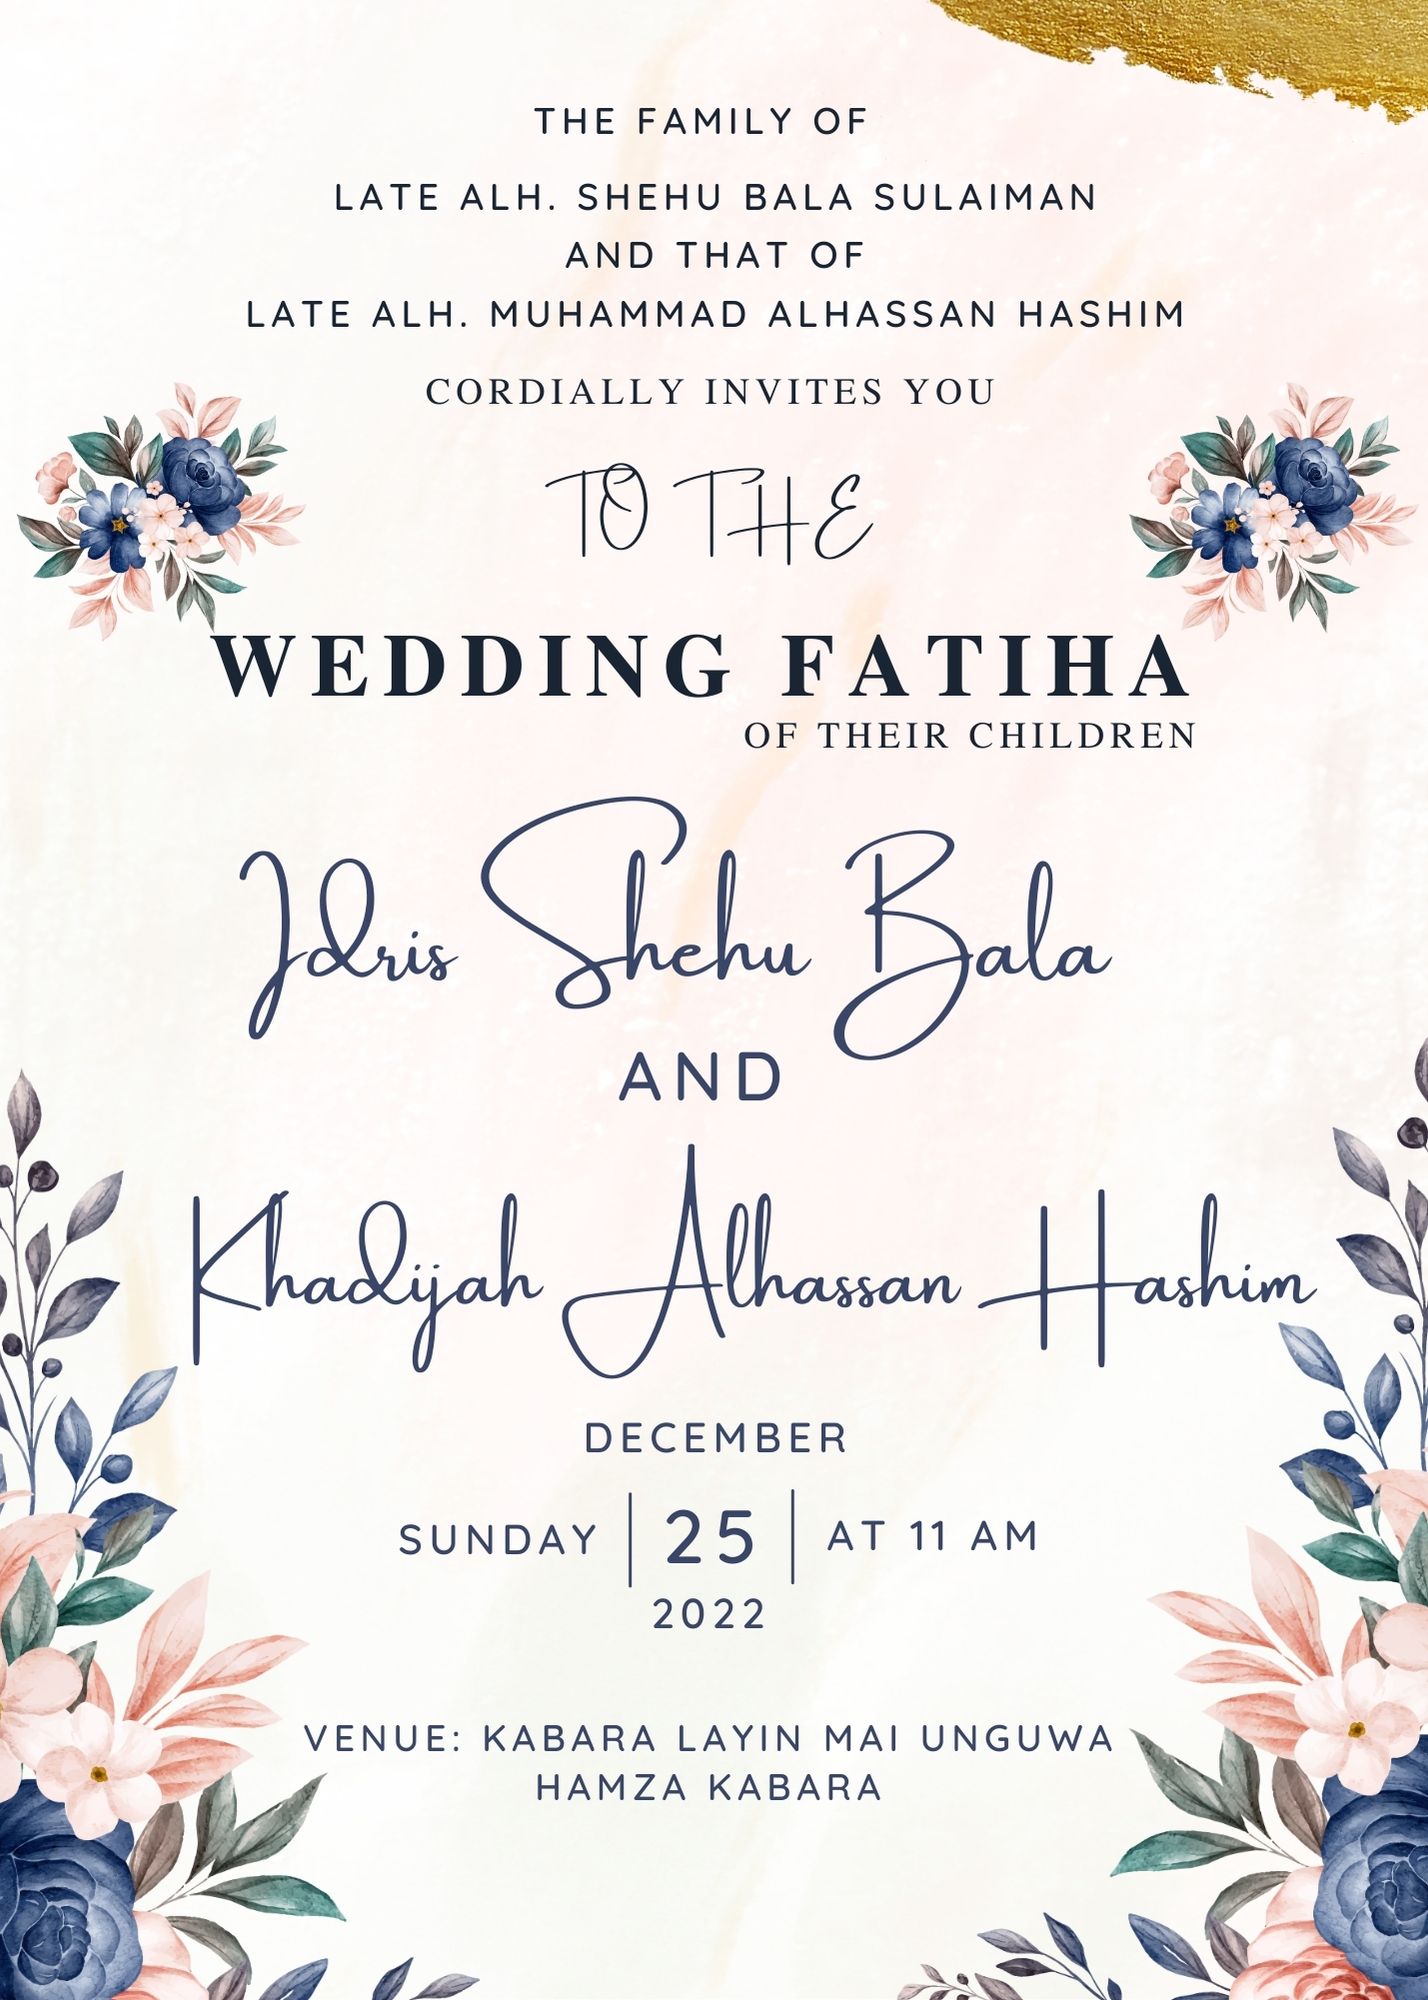 THE FAMILY OF
LATE ALH. SHEHU BALA SULAIMAN
AND THAT OF
LATE ALH. MUHAMMAD ALHASSAN HASHIM
CORDIALLY INVITES YOU
TO THE
WEDDING FATIHA
OF THEIR CHILDREN
Idris Shehu Bala
AND
Khadijah Alhassan Hashim
DECEMBER
SUNDAY 25 AT 11 AM
2022
VENUE: KABARA LAYIN MAI UNGUWA
HAMZA KABARA